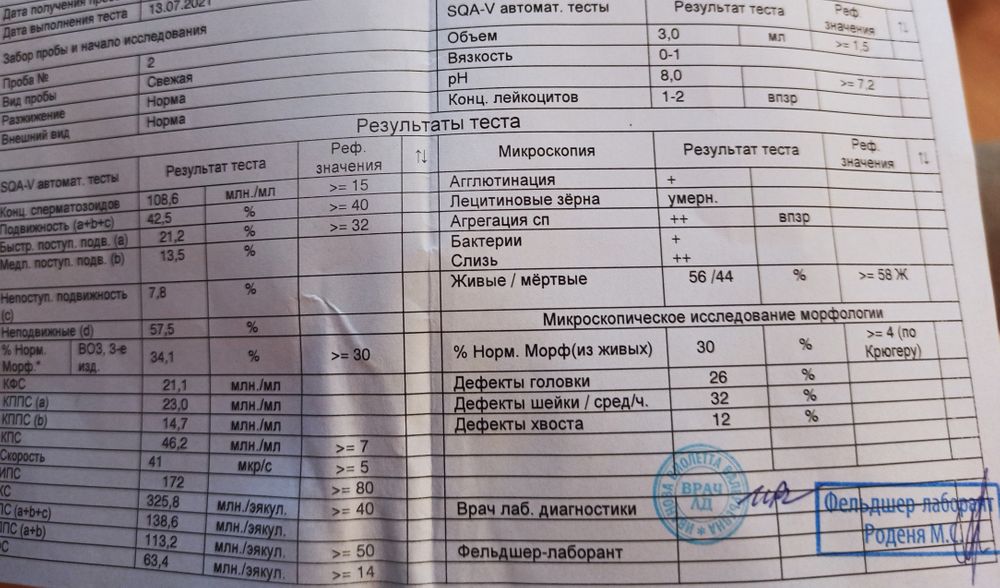 Дата получения
Дата выполнения теста 13.07.2021
Забор пробы и начало исследования
Проба № 2
Вид пробы Свежая
Разжижение Норма
Внешний вид Норма
SQA-V автомат. тесты Результат теста Реф. значения ↑↓
Объем 3,0 мл >= 1,5
Вязкость 0-1
pH 8,0 >= 7,2
Конц. лейкоцитов 1-2 впзр
Результаты теста
SQA-V автомат. тесты Результат теста Реф. значения ↑↓
Конц. сперматозоидов 108,6 млн./мл >= 15
Подвижность (a+b+c) 42,5 % >= 40
Быстр. поступ. подв. (a) 21,2 % >= 32
Медл. поступ. подв. (b) 13,5 %
Непоступ. подвижность (c) 7,8 %
Неподвижные (d) 57,5 %
% Норм. Морф.* ВОЗ, 3-е изд. 34,1 % >= 30
КФС 21,1 млн./мл
КППС (a) 23,0 млн./мл
КППС (b) 14,7 млн./мл
КПС 46,2 млн./мл >= 7
Скорость 41 мкр/с >= 5
ИПС 172 >= 80
КС 325,8 млн./эякул. >= 40
ПС (a+b+c) 138,6 млн./эякул.
ППС (a+b) 113,2 млн./эякул. >= 50
63,4 млн./эякул. >= 14
Микроскопия Результат теста Реф. значения ↑↓
Агглютинация +
Лецитиновые зёрна умерн.
Агрегация сп ++ впзр
Бактерии +
Слизь ++
Живые / мёртвые 56 /44 % >= 58 Ж
Микроскопическое исследование морфологии
% Норм. Морф(из живых) 30 % >= 4 (по Крюгеру)
Дефекты головки 26 %
Дефекты шейки / сред/ч. 32 %
Дефекты хвоста 12 %
Врач лаб. диагностики
ВРАЧ ЛД
Фельдшер-лаборант
Фельдшер-лаборант
Роденя М.С.